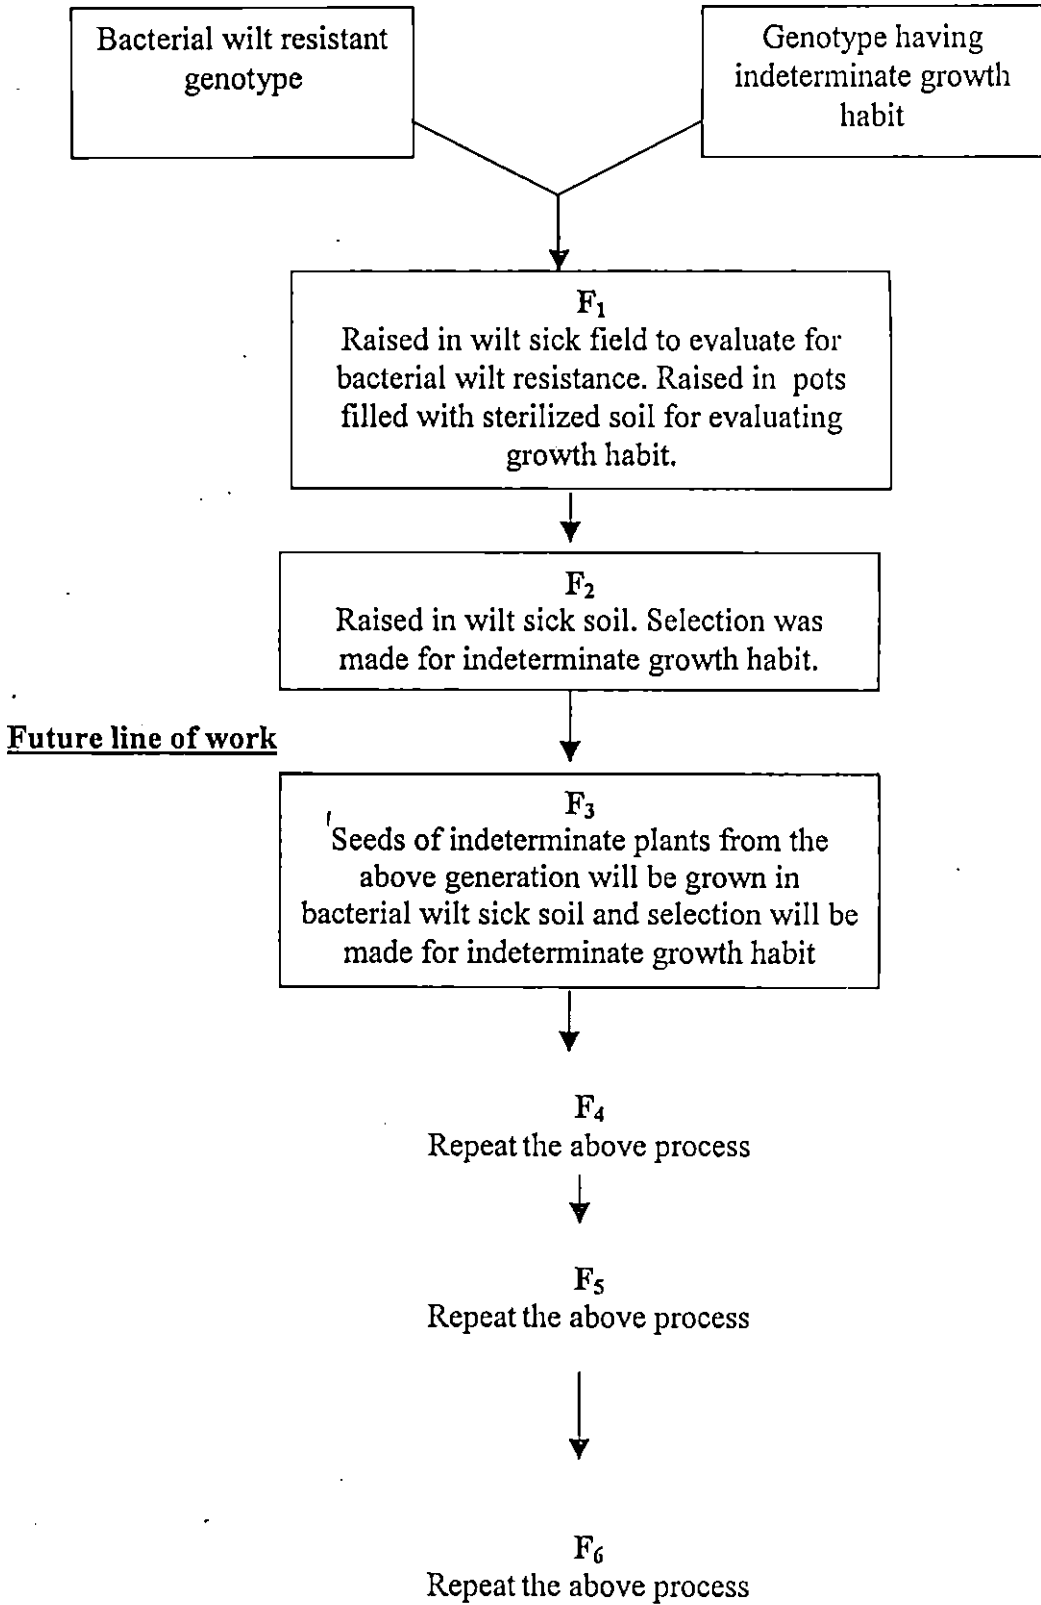 Bacterial wilt resistant
genotype
Genotype having
indeterminate growth
habit
F₁
Raised in wilt sick field to evaluate for
bacterial wilt resistance. Raised in pots
filled with sterilized soil for evaluating
growth habit.
F₂
Raised in wilt sick soil. Selection was
made for indeterminate growth habit.
Future line of work
F₃
Seeds of indeterminate plants from the
above generation will be grown in
bacterial wilt sick soil and selection will be
made for indeterminate growth habit
F₄
Repeat the above process
F₅
Repeat the above process
F₆
Repeat the above process